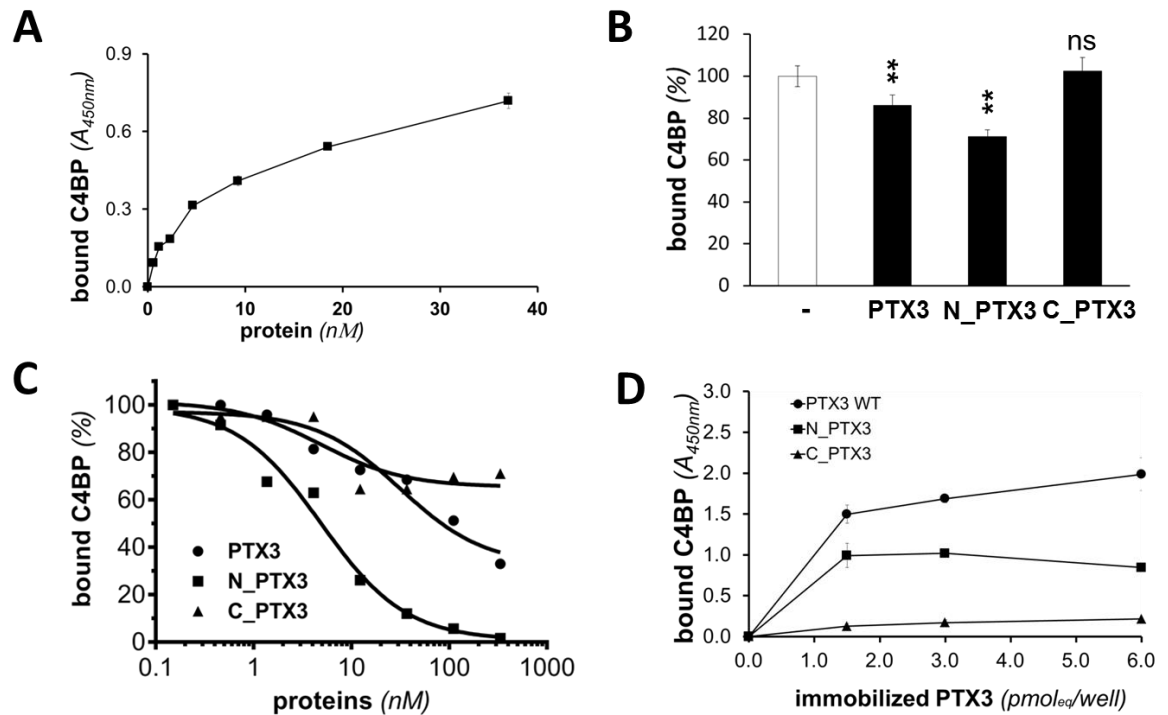 A
bound C4BP (A450nm)
0.9
0.6
0.3
0.0
0 10 20 30 40
protein (nM)
B
bound C4BP (%)
120
100
80
60
40
20
0
**
**
ns
- PTX3 N_PTX3 C_PTX3
C
bound C4BP (%)
100
80
60
40
20
0
PTX3
N_PTX3
C_PTX3
0.1 1 10 100 1000
proteins (nM)
D
bound C4BP (A450nm)
3.0
2.5
2.0
1.5
1.0
0.5
0.0
PTX3 WT
N_PTX3
C_PTX3
0.0 1.0 2.0 3.0 4.0 5.0 6.0
immobilized PTX3 (pmoleq/well)